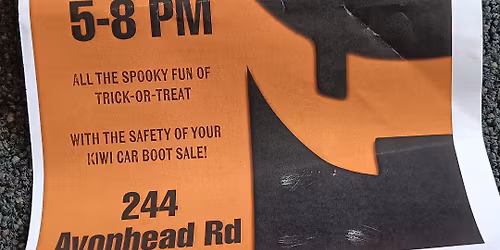 5-8 PM
ALL THE SPOOKY FUN OF
TRICK-OR-TREAT
WITH THE SAFETY OF YOUR
KIWI CAR BOOT SALE!
244
Avonhead Rd